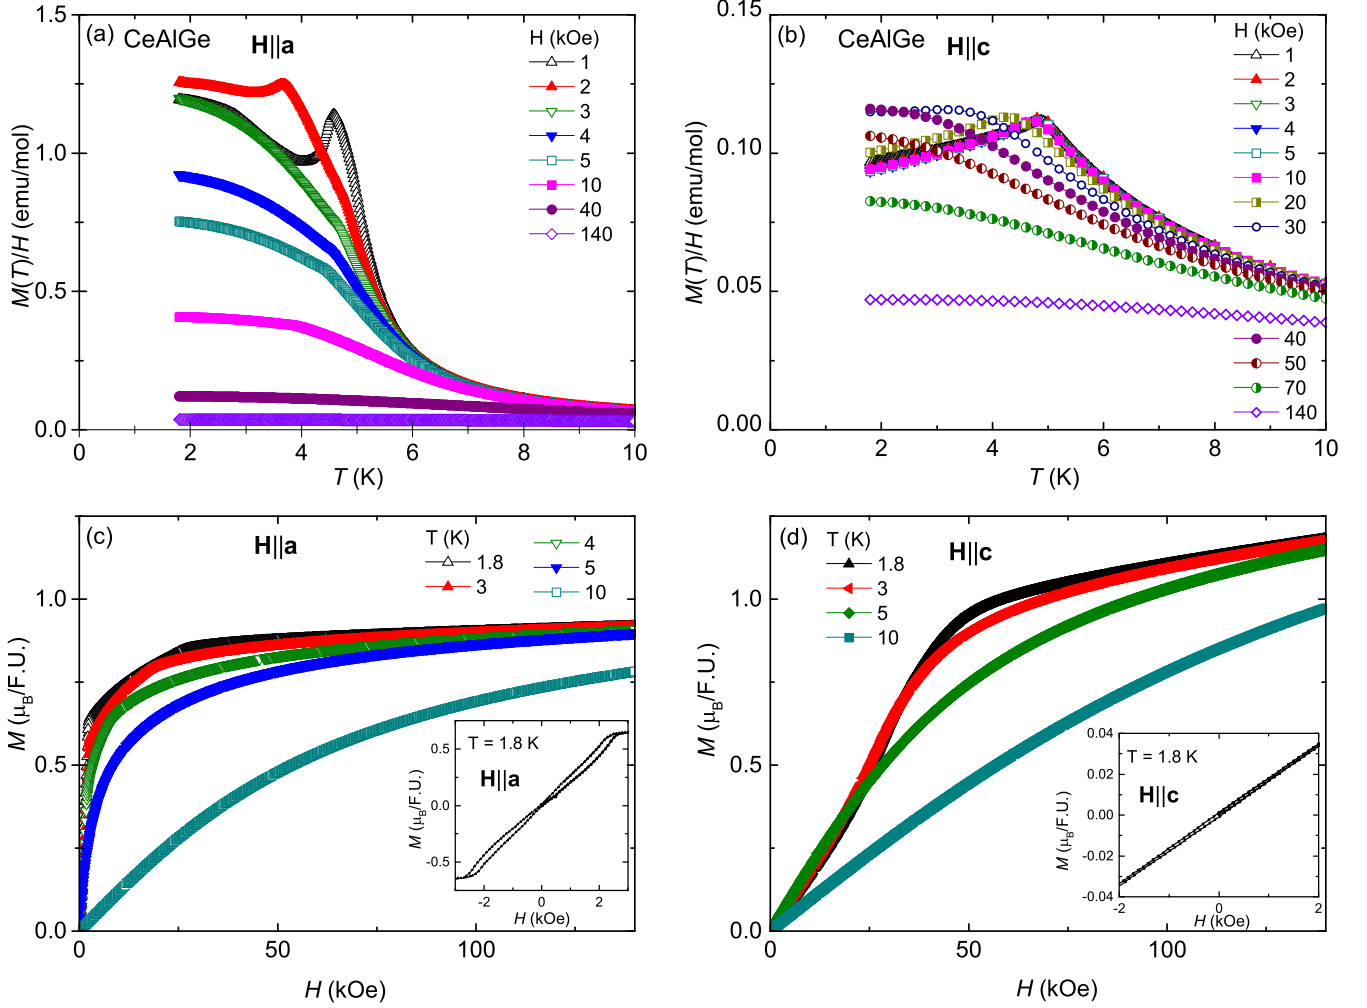 (a) CeAlGe H||a
H (kOe)
1
2
3
4
5
10
40
140
1.5
1.0
0.5
0.0
M(T)/H (emu/mol)
0 2 4 6 8 10
T (K)
(b) CeAlGe H||c
H (kOe)
1
2
3
4
5
10
20
30
40
50
70
140
0.15
0.10
0.05
0.00
M(T)/H (emu/mol)
0 2 4 6 8 10
T (K)
(c) H||a
T (K)
1.8
3
4
5
10
1.0
0.5
0.0
M (μB/F.U.)
0 50 100
H (kOe)
T = 1.8 K
H||a
0.5
0.0
-0.5
M (μB/F.U.)
-2 0 2
H (kOe)
(d) H||c
T (K)
1.8
3
5
10
1.0
0.5
0.0
M (μB/F.U.)
0 50 100
H (kOe)
T = 1.8 K
H||c
0.04
0.02
0.00
-0.02
-0.04
M (μB/F.U.)
-2 -1 0 1 2
H (kOe)